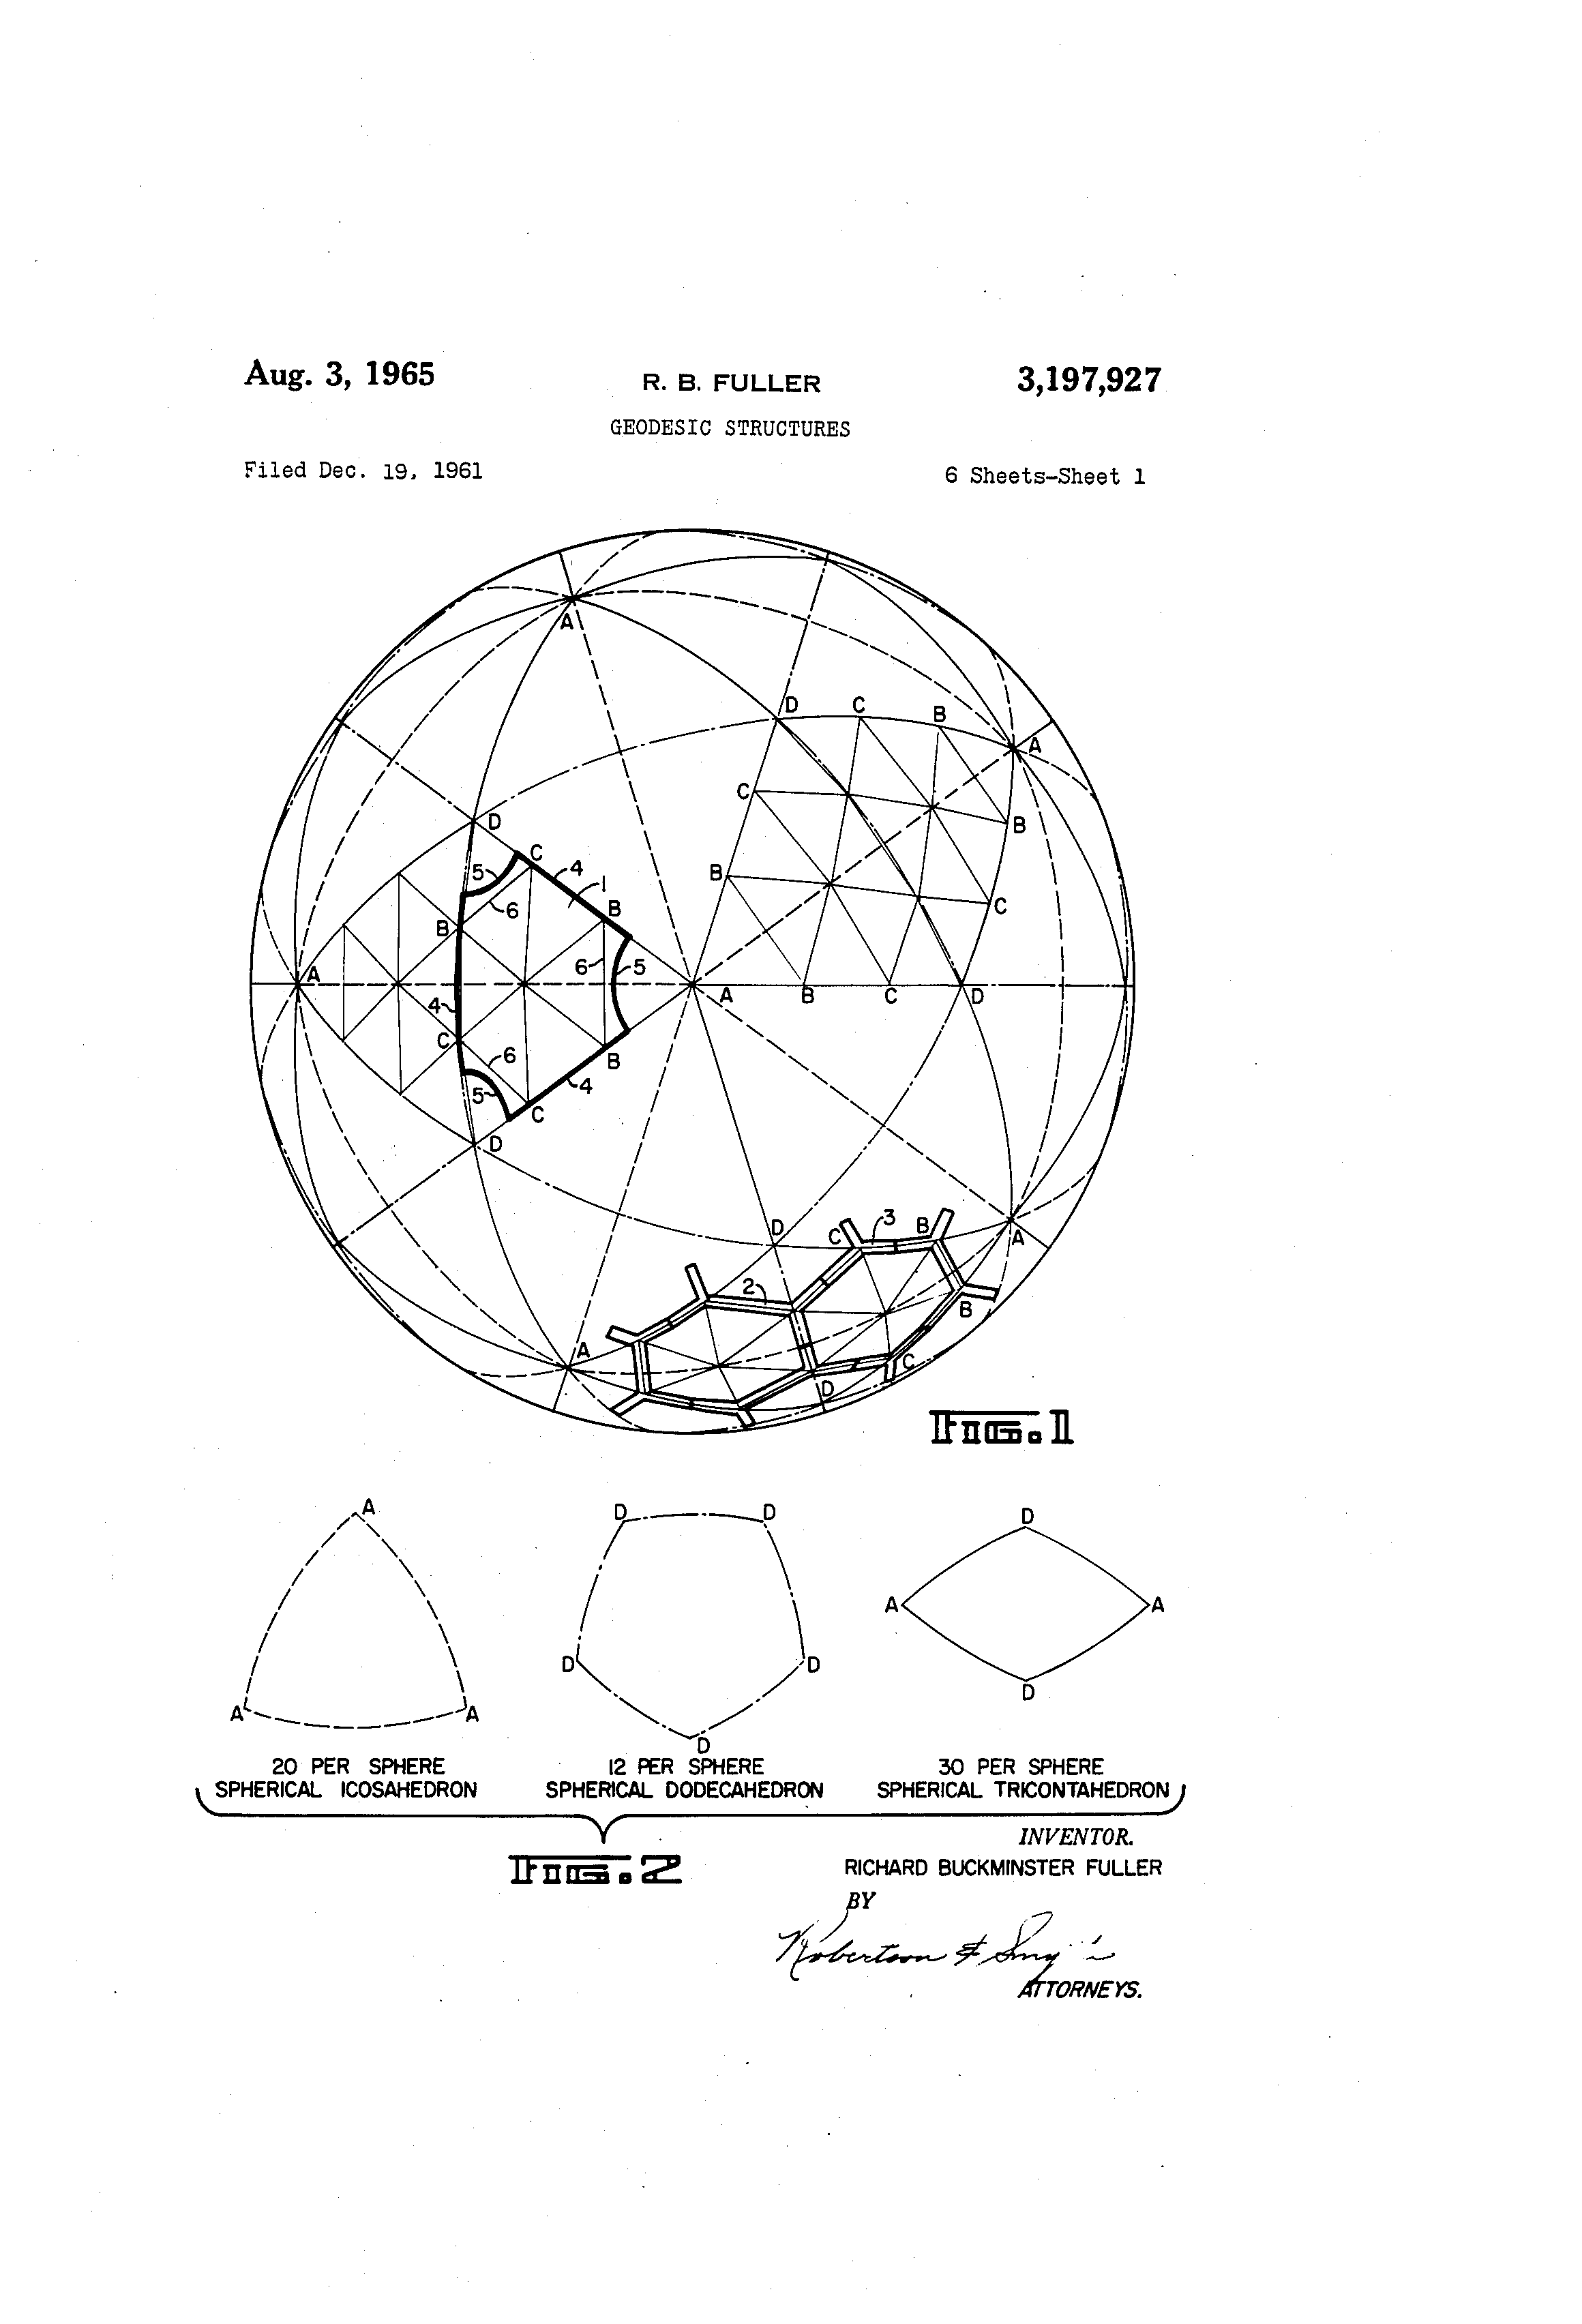 Aug. 3, 1965
R. B. FULLER
3,197,927
GEODESIC STRUCTURES
Filed Dec. 19, 1961
6 Sheets-Sheet 1
A
D
C
B
A
C
B
D
C
4
5
1
B
C
6
B
B
6
5
A
A
B
C
D
4
C
6
B
5
4
C
D
D
C
3
B
A
2
B
A
C
D
FIG.1
A
A
A
D
D
D
D
D
D
A
A
D
20 PER SPHERE
SPHERICAL ICOSAHEDRON
12 PER SPHERE
SPHERICAL DODECAHEDRON
30 PER SPHERE
SPHERICAL TRICONTAHEDRON
FIG.2
INVENTOR.
RICHARD BUCKMINSTER FULLER
BY
Robertson &
ATTORNEYS.